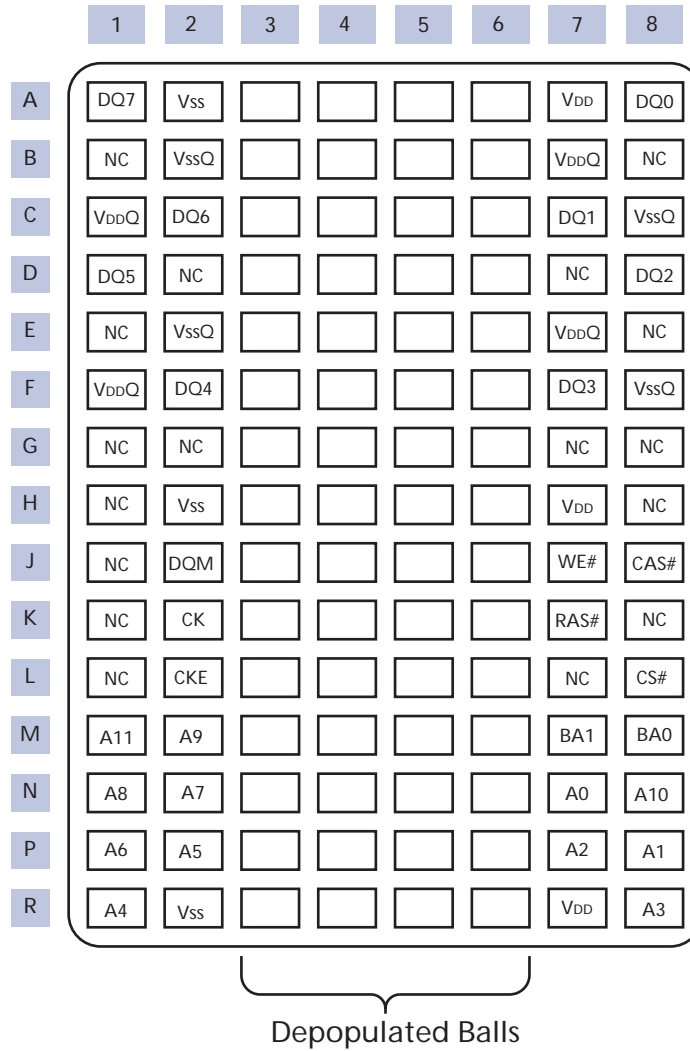 1 2 3 4 5 6 7 8
A DQ7 Vss VDD DQ0
B NC VssQ VDDQ NC
C VDDQ DQ6 DQ1 VssQ
D DQ5 NC NC DQ2
E NC VssQ VDDQ NC
F VDDQ DQ4 DQ3 VssQ
G NC NC NC NC
H NC Vss VDD NC
J NC DQM WE# CAS#
K NC CK RAS# NC
L NC CKE NC CS#
M A11 A9 BA1 BA0
N A8 A7 A0 A10
P A6 A5 A2 A1
R A4 Vss VDD A3
Depopulated Balls